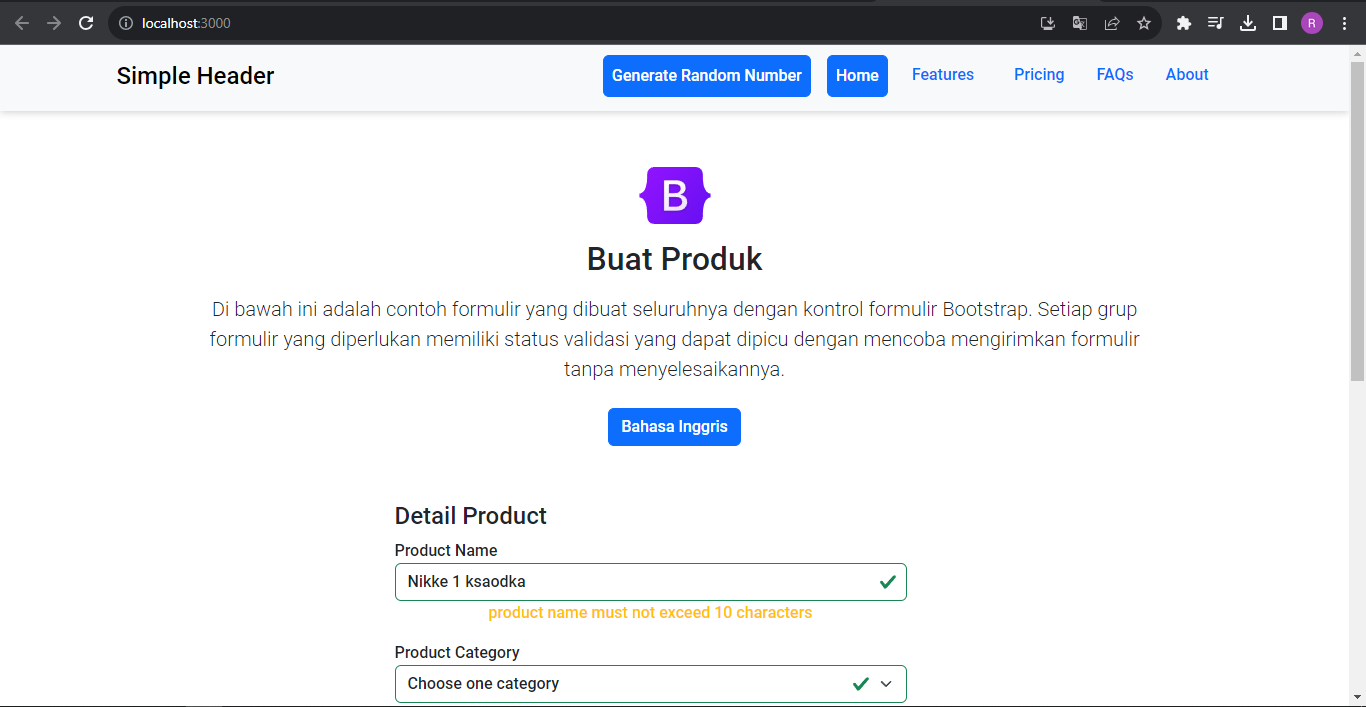 localhost:3000
R
Simple Header
Generate Random Number
Home
Features
Pricing
FAQs
About
B
Buat Produk
Di bawah ini adalah contoh formulir yang dibuat seluruhnya dengan kontrol formulir Bootstrap. Setiap grup
formulir yang diperlukan memiliki status validasi yang dapat dipicu dengan mencoba mengirimkan formulir
tanpa menyelesaikannya.
Bahasa Inggris
Detail Product
Product Name
Nikke 1 ksaodka
product name must not exceed 10 characters
Product Category
Choose one category